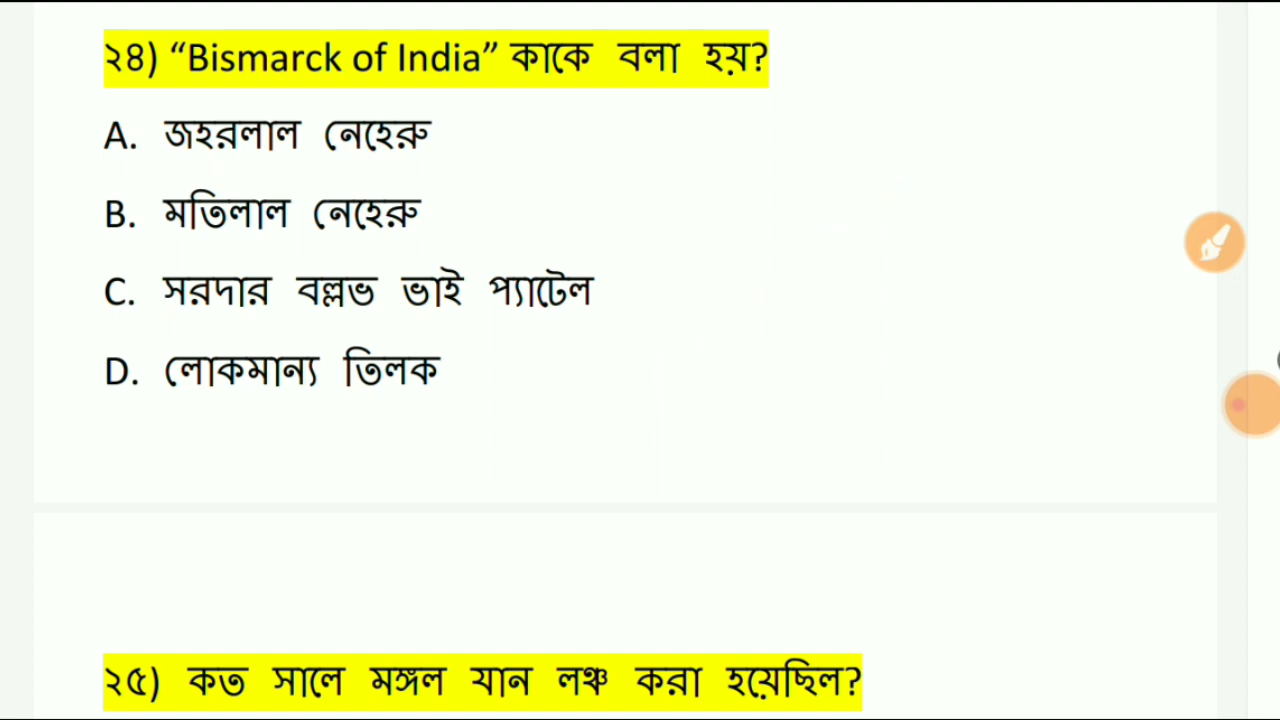 ২৪) “Bismarck of India” কাকে বলা হয়?
A. জহরলাল নেহেরু
B. মতিলাল নেহেরু
C. সরদার বল্লভ ভাই প্যাটেল
D. লোকমান্য তিলক
২৫) কত সালে মঙ্গল যান লঞ্চ করা হয়েছিল?